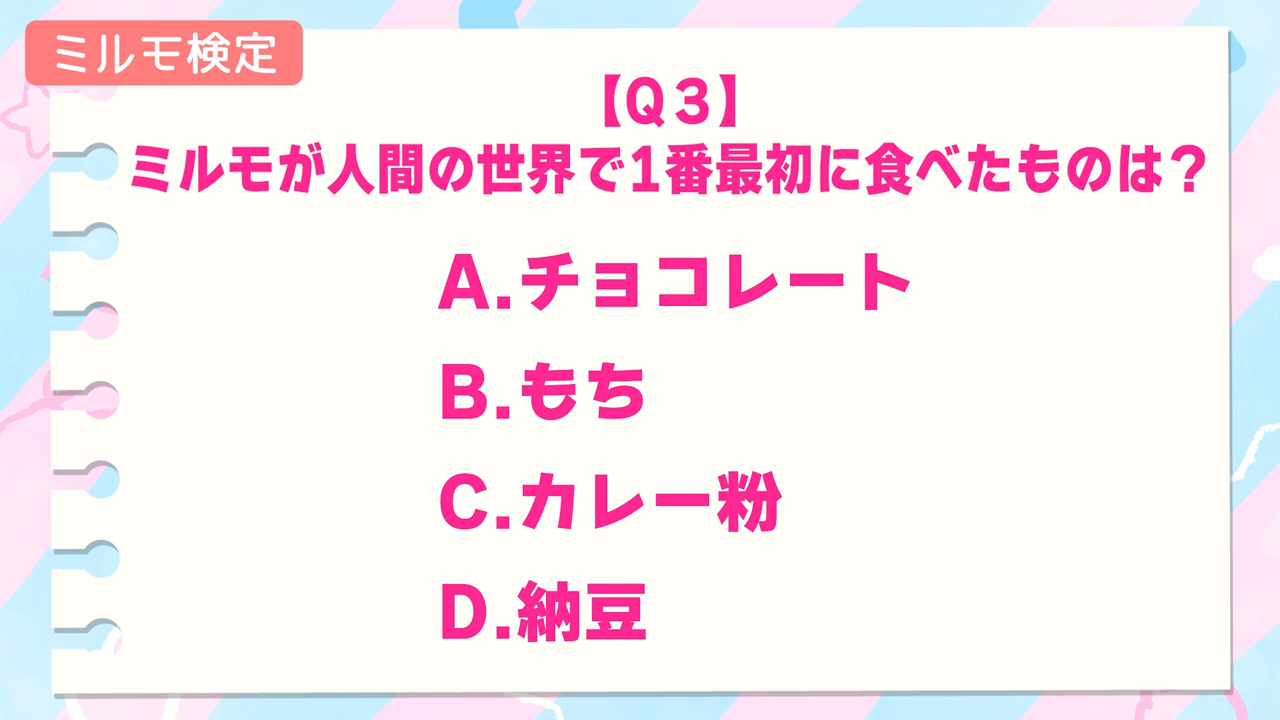 ミルモ検定
【Q３】
ミルモが人間の世界で1番最初に食べたものは？
A.チョコレート
B.もち
C.カレー粉
D.納豆